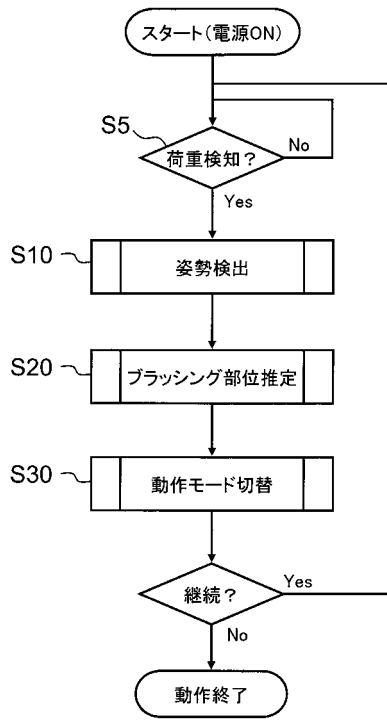 スタート(電源ON)
S5
荷重検知?
No
Yes
S10
姿勢検出
S20
ブラッシング部位推定
S30
動作モード切替
継続?
Yes
No
動作終了